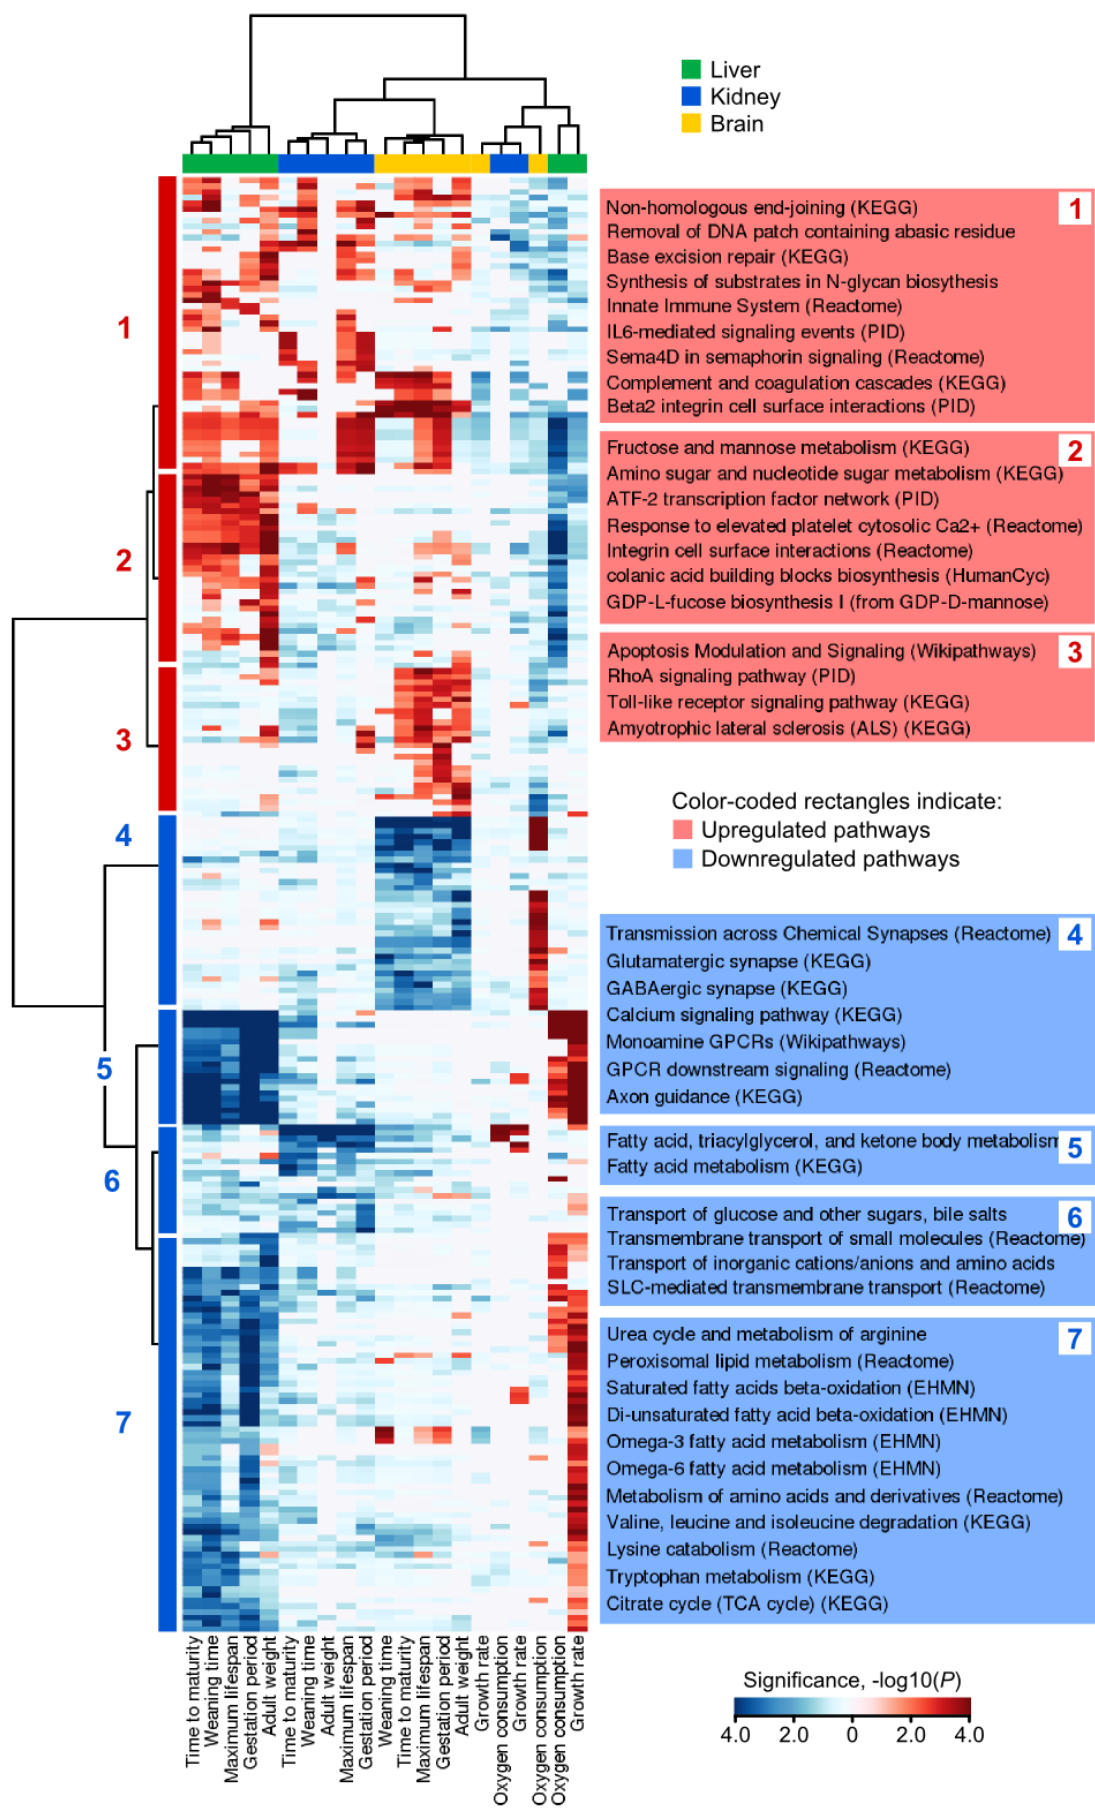 Liver
Kidney
Brain
1
Non-homologous end-joining (KEGG)
Removal of DNA patch containing abasic residue
Base excision repair (KEGG)
Synthesis of substrates in N-glycan biosythesis
Innate Immune System (Reactome)
IL6-mediated signaling events (PID)
Sema4D in semaphorin signaling (Reactome)
Complement and coagulation cascades (KEGG)
Beta2 integrin cell surface interactions (PID)
1
2
Fructose and mannose metabolism (KEGG)
Amino sugar and nucleotide sugar metabolism (KEGG)
ATF-2 transcription factor network (PID)
Response to elevated platelet cytosolic Ca2+ (Reactome)
Integrin cell surface interactions (Reactome)
colanic acid building blocks biosynthesis (HumanCyc)
GDP-L-fucose biosynthesis I (from GDP-D-mannose)
2
3
Apoptosis Modulation and Signaling (Wikipathways)
RhoA signaling pathway (PID)
Toll-like receptor signaling pathway (KEGG)
Amyotrophic lateral sclerosis (ALS) (KEGG)
3
Color-coded rectangles indicate:
Upregulated pathways
Downregulated pathways
4
Transmission across Chemical Synapses (Reactome)
Glutamatergic synapse (KEGG)
GABAergic synapse (KEGG)
Calcium signaling pathway (KEGG)
Monoamine GPCRs (Wikipathways)
GPCR downstream signaling (Reactome)
Axon guidance (KEGG)
4
5
Fatty acid, triacylglycerol, and ketone body metabolism
Fatty acid metabolism (KEGG)
5
6
Transport of glucose and other sugars, bile salts
Transmembrane transport of small molecules (Reactome)
Transport of inorganic cations/anions and amino acids
SLC-mediated transmembrane transport (Reactome)
6
7
Urea cycle and metabolism of arginine
Peroxisomal lipid metabolism (Reactome)
Saturated fatty acids beta-oxidation (EHMN)
Di-unsaturated fatty acid beta-oxidation (EHMN)
Omega-3 fatty acid metabolism (EHMN)
Omega-6 fatty acid metabolism (EHMN)
Metabolism of amino acids and derivatives (Reactome)
Valine, leucine and isoleucine degradation (KEGG)
Lysine catabolism (Reactome)
Tryptophan metabolism (KEGG)
Citrate cycle (TCA cycle) (KEGG)
7
Time to maturity
Weaning time
Maximum lifespan
Gestation period
Adult weight
Time to maturity
Weaning time
Adult weight
Maximum lifespan
Gestation period
Weaning time
Time to maturity
Maximum lifespan
Gestation period
Adult weight
Growth rate
Oxygen consumption
Growth rate
Oxygen consumption
Oxygen consumption
Growth rate
Significance, -log10(P)
4.0 2.0 0 2.0 4.0